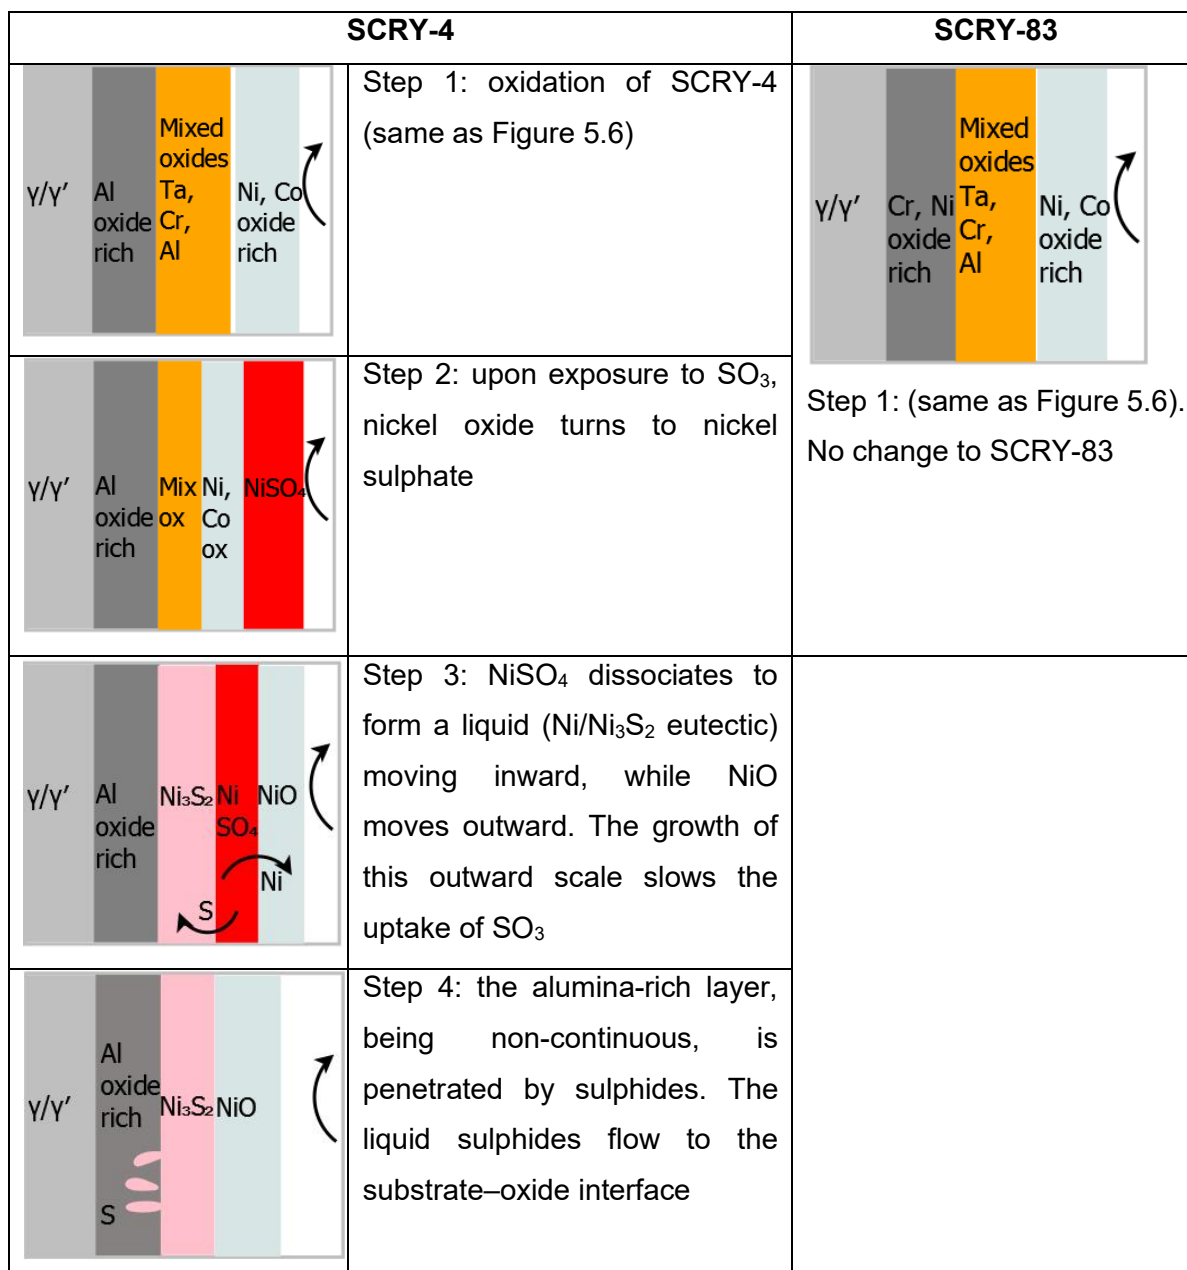 SCRY-4
SCRY-83
γ/γ’
Al
oxide
rich
Mixed
oxides
Ta,
Cr,
Al
Ni, Co
oxide
rich
Step 1: oxidation of SCRY-4
(same as Figure 5.6)
γ/γ’
Cr, Ni
oxide
rich
Mixed
oxides
Ta,
Cr,
Al
Ni, Co
oxide
rich
Step 1: (same as Figure 5.6).
No change to SCRY-83
γ/γ’
Al
oxide
rich
Mix
ox
Ni,
Co
ox
NiSO₄
Step 2: upon exposure to SO₃,
nickel oxide turns to nickel
sulphate
γ/γ’
Al
oxide
rich
Ni₃S₂
Ni
SO₄
NiO
Ni
S
Step 3: NiSO₄ dissociates to
form a liquid (Ni/Ni₃S₂ eutectic)
moving inward, while NiO
moves outward. The growth of
this outward scale slows the
uptake of SO₃
γ/γ’
Al
oxide
rich
S
Ni₃S₂
NiO
Step 4: the alumina-rich layer,
being non-continuous, is
penetrated by sulphides. The
liquid sulphides flow to the
substrate–oxide interface